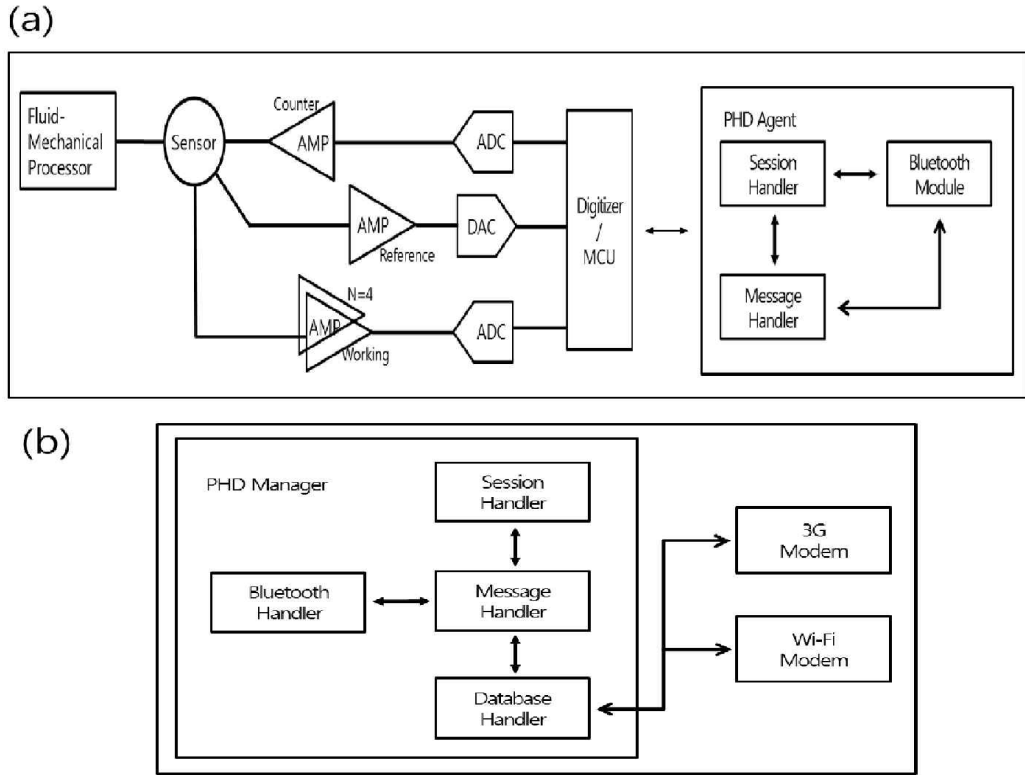 (a)
Fluid-
Mechanical
Processor
Sensor
Counter
AMP
ADC
AMP
Reference
DAC
N=4
AMP
Working
ADC
Digitizer
/
MCU
PHD Agent
Session
Handler
Bluetooth
Module
Message
Handler
(b)
PHD Manager
Session
Handler
Bluetooth
Handler
Message
Handler
Database
Handler
3G
Modem
Wi-Fi
Modem